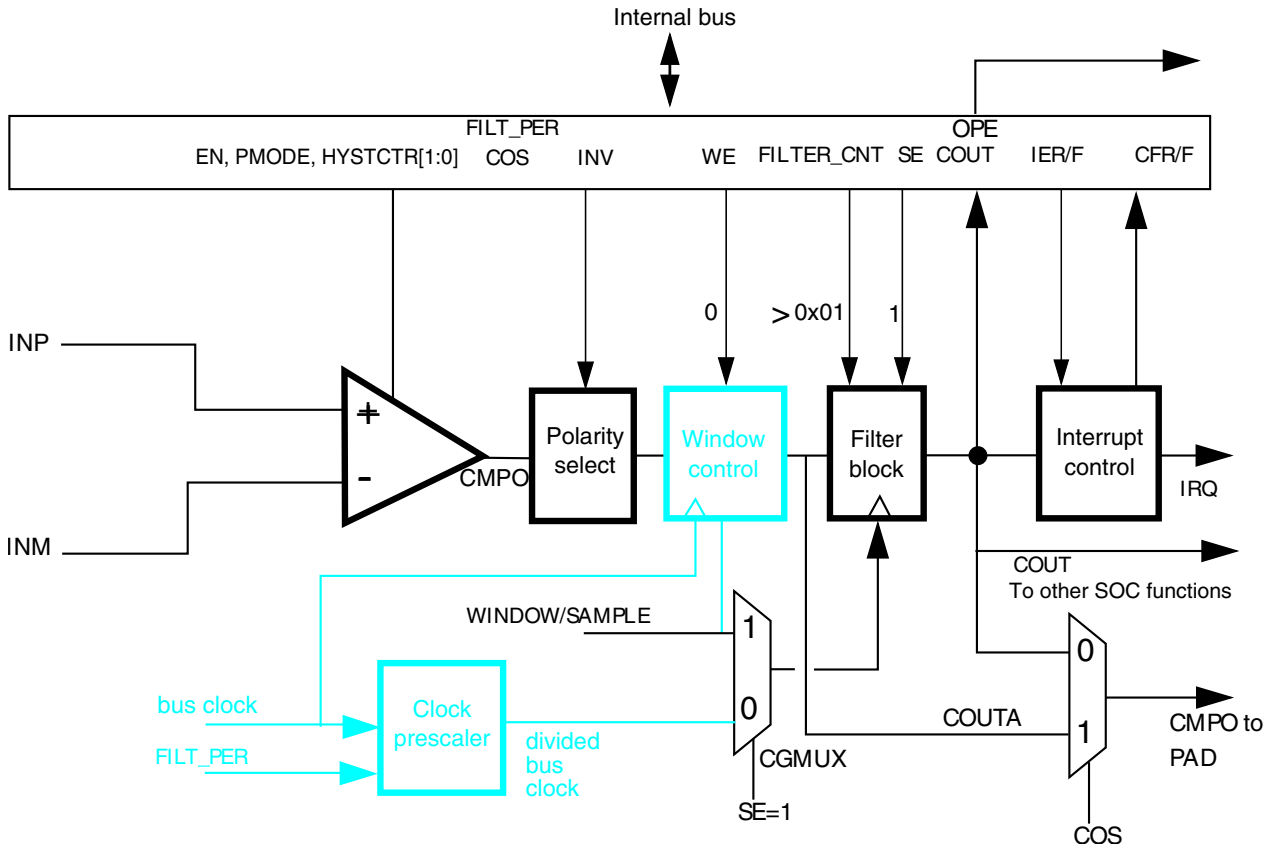 Internal bus
FILT_PER
OPE
EN, PMODE, HYSTCTR[1:0]
COS
INV
WE
FILTER_CNT
SE
COUT
IER/F
CFR/F
0
> 0x01
1
INP
+
-
CMPO
Polarity
select
Window
control
Filter
block
Interrupt
control
IRQ
INM
COUT
To other SOC functions
WINDOW/SAMPLE
1
0
0
1
bus clock
FILT_PER
Clock
prescaler
divided
bus
clock
CGMUX
SE=1
COUTA
CMPO to
PAD
COS